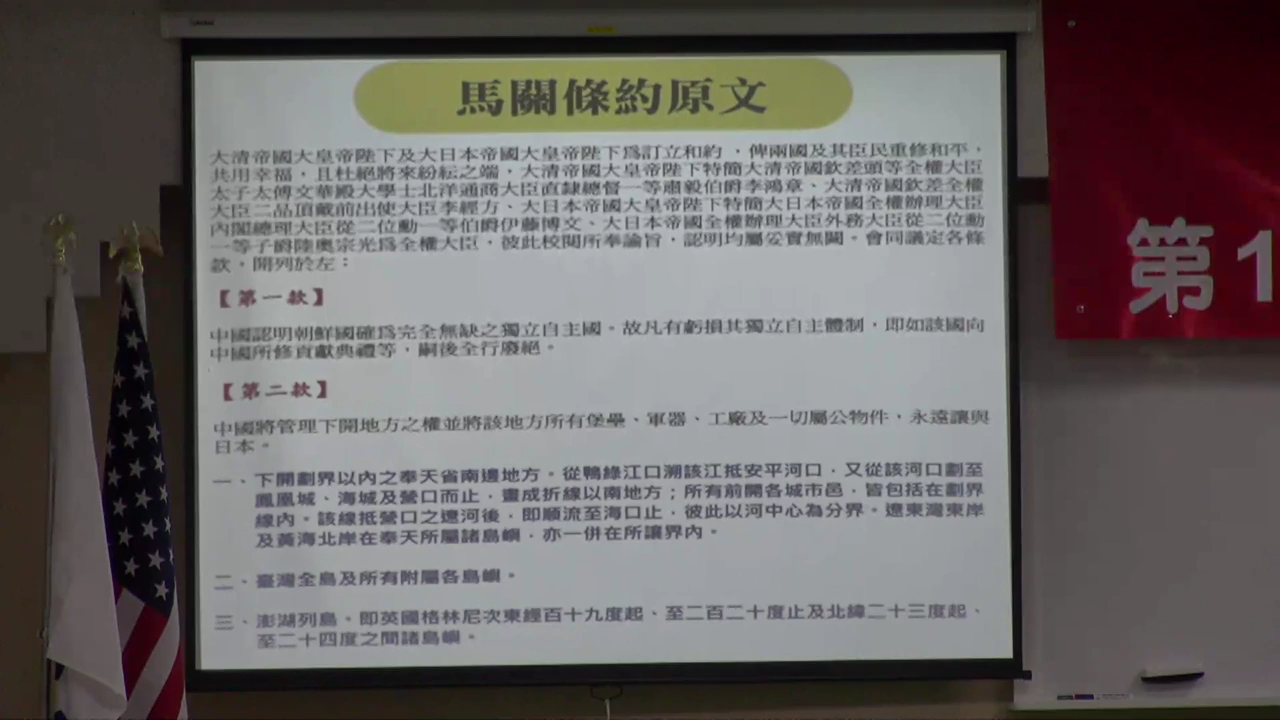 馬關條約原文
大清帝國大皇帝陛下及大日本帝國大皇帝陛下爲訂立和約，俾兩國及其臣民重修和平，
共用幸福，且杜絕將來紛紜之端，大清帝國大皇帝陛下特簡大清帝國欽差頭等全權大臣
太子太傅文華殿大學士北洋通商大臣直隸總督一等肅毅伯爵李鴻章、大清帝國欽差全權
大臣二品頂戴前出使大臣李經方、大日本帝國大皇帝陛下特簡大日本帝國全權辦理大臣
內閣總理大臣從二位勳一等伯爵伊藤博文、大日本帝國全權辦理大臣外務大臣從二位勳
一等子爵陸奧宗光爲全權大臣，彼此校閱所奉諭旨，認明均屬妥實無闕。會同議定各條
款，開列於左：
【第一款】
中國認明朝鮮國確爲完全無缺之獨立自主國。故凡有虧損其獨立自主體制，即如該國向
中國所修貢獻典禮等，嗣後全行廢絕。
【第二款】
中國將管理下開地方之權並將該地方所有堡壘、軍器、工廠及一切屬公物件，永遠讓與
日本。
一、下開劃界以內之奉天省南邊地方。從鴨綠江口溯該江抵安平河口，又從該河口劃至
鳳凰城、海城及營口而止，畫成折線以南地方；所有前開各城市邑，皆包括在劃界
線內。該線抵營口之遼河後，即順流至海口止，彼此以河中心為分界。遼東灣東岸
及黃海北岸在奉天所屬諸島嶼，亦一併在所讓界內。
二、臺灣全島及所有附屬各島嶼。
三、澎湖列島。即英國格林尼次東經百十九度起、至二百二十度止及北緯二十三度起、
至二十四度之間諸島嶼。
第1